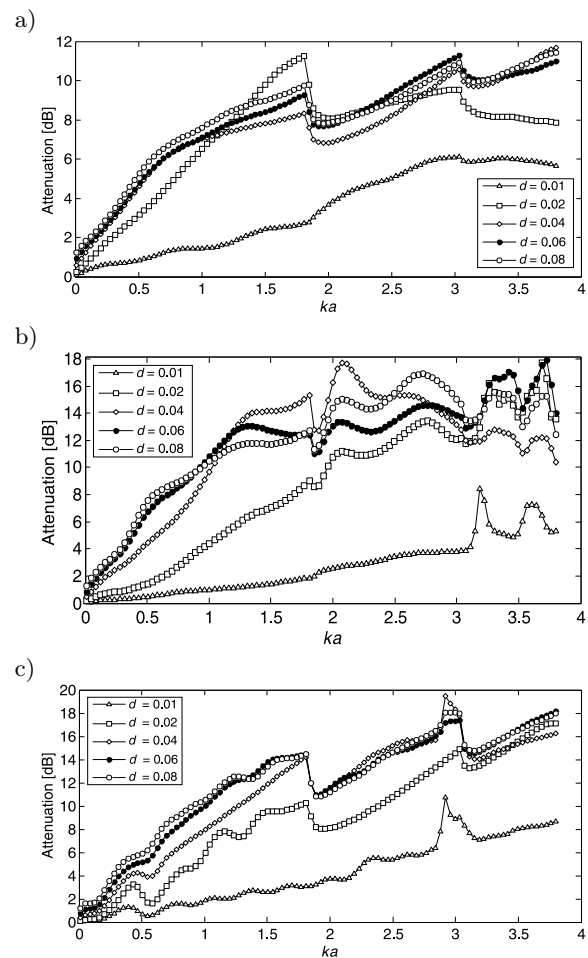 a)
12
10
8
6
4
2
0
Attenuation [dB]
d = 0.01
d = 0.02
d = 0.04
d = 0.06
d = 0.08
0 0.5 1 1.5 2 2.5 3 3.5 4
ka
b)
18
16
14
12
10
8
6
4
2
0
Attenuation [dB]
d = 0.01
d = 0.02
d = 0.04
d = 0.06
d = 0.08
0 0.5 1 1.5 2 2.5 3 3.5 4
ka
c)
20
18
16
14
12
10
8
6
4
2
0
Attenuation [dB]
d = 0.01
d = 0.02
d = 0.04
d = 0.06
d = 0.08
0 0.5 1 1.5 2 2.5 3 3.5 4
ka